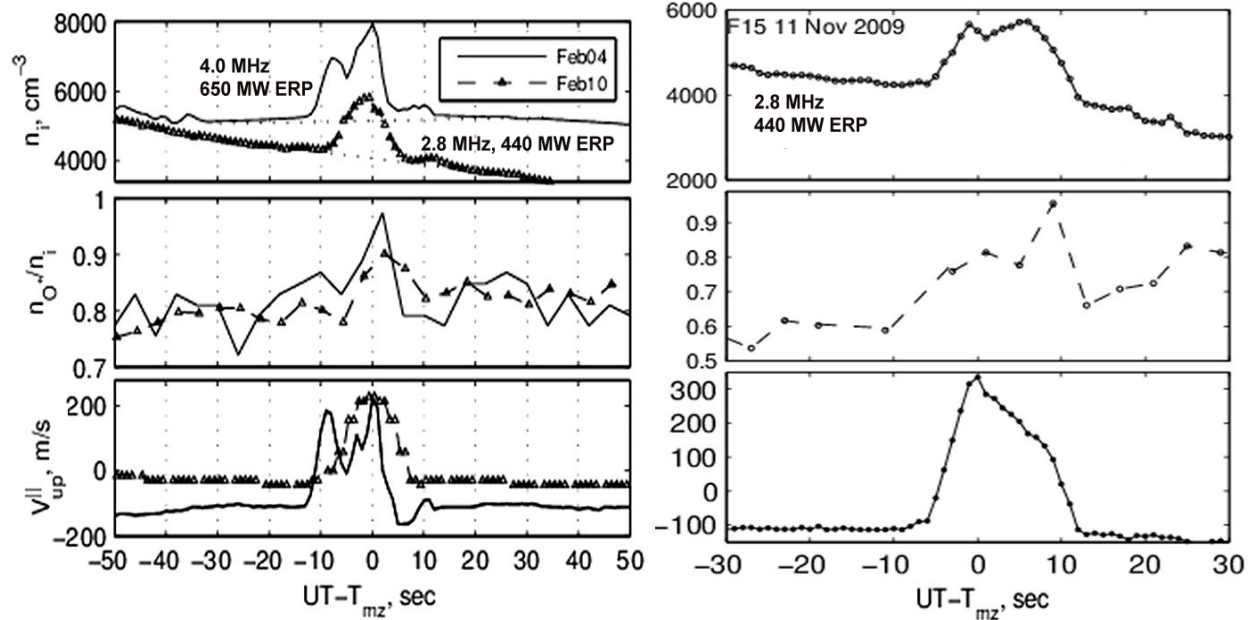 8000
6000
4000
n_i, cm^-3
4.0 MHz
650 MW ERP
Feb04
Feb10
2.8 MHz, 440 MW ERP
1
0.9
0.8
0.7
n_O+/n_i
200
0
−200
V_up^||, m/s
−50 −40 −30 −20 −10 0 10 20 30 40 50
UT−T_mz, sec
6000
4000
2000
F15 11 Nov 2009
2.8 MHz
440 MW ERP
0.9
0.8
0.7
0.6
0.5
300
200
100
0
−100
−30 −20 −10 0 10 20 30
UT−T_mz, sec